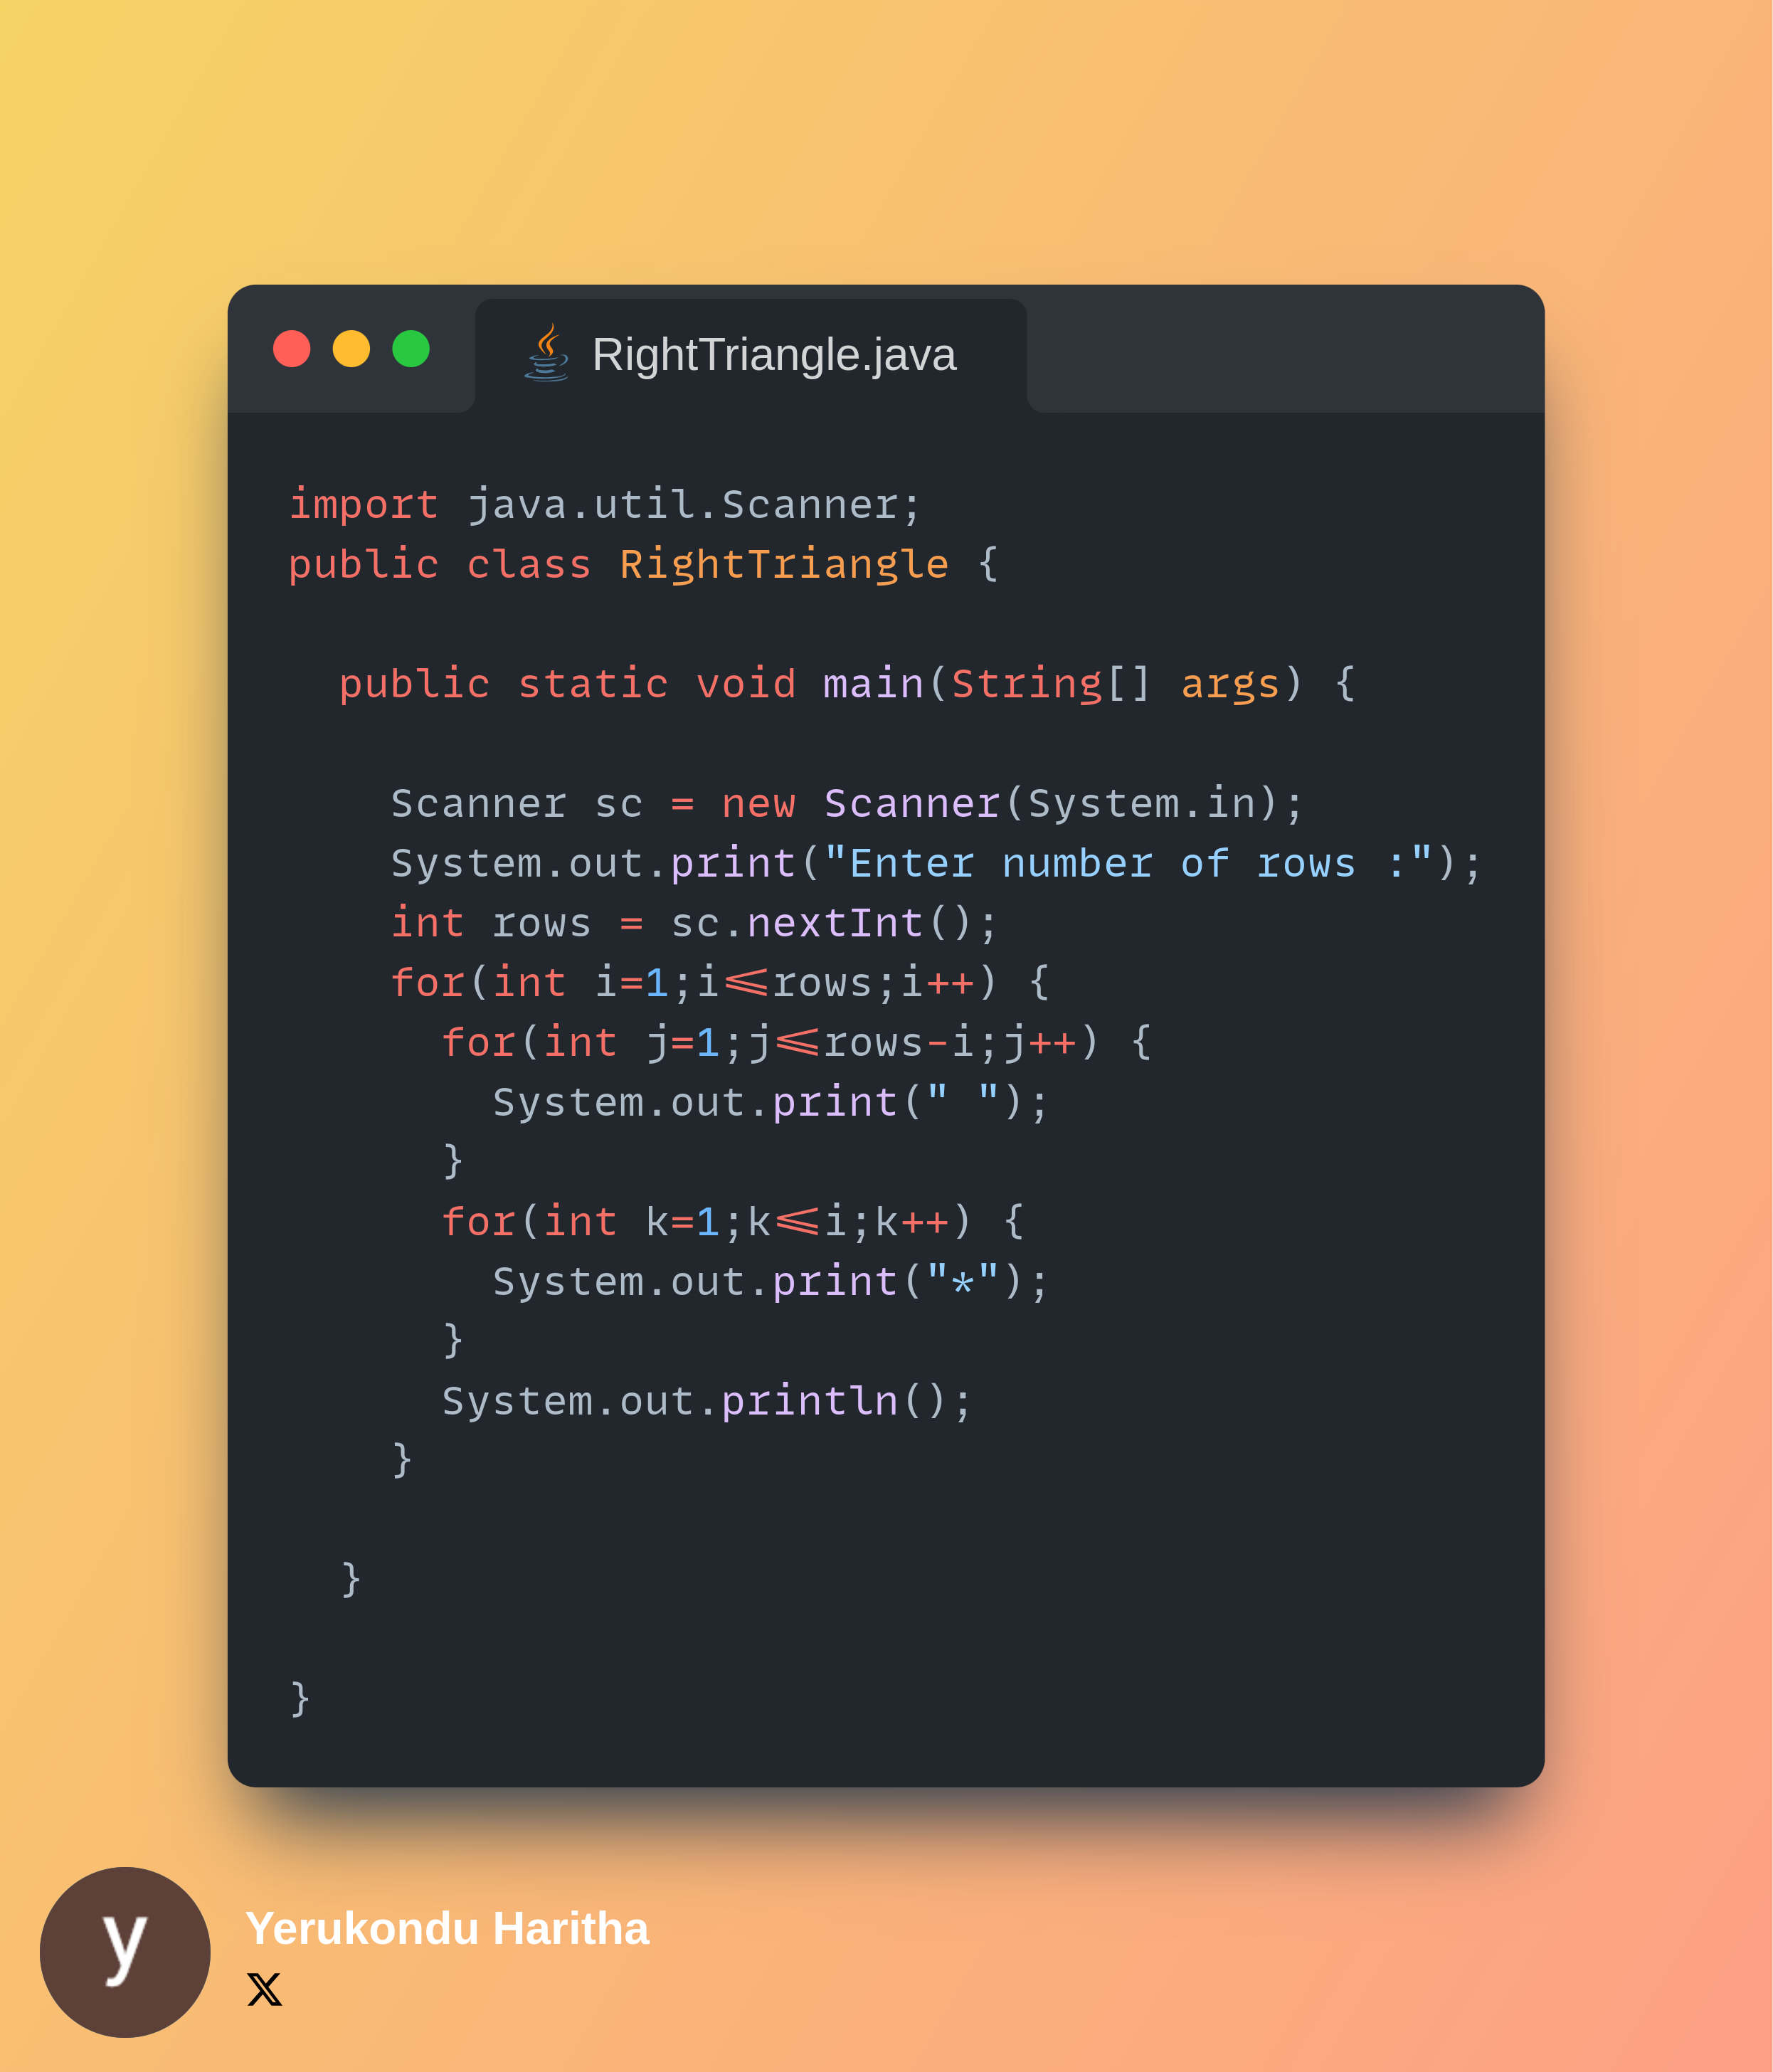 RightTriangle.java
import java.util.Scanner;
public class RightTriangle {
  public static void main(String[] args) {
    Scanner sc = new Scanner(System.in);
    System.out.print("Enter number of rows :");
    int rows = sc.nextInt();
    for(int i=1;i<=rows;i++) {
      for(int j=1;j<=rows-i;j++) {
        System.out.print(" ");
      }
      for(int k=1;k<=i;k++) {
        System.out.print("*");
      }
      System.out.println();
    }
  }
}
y
Yerukondu Haritha
𝕏